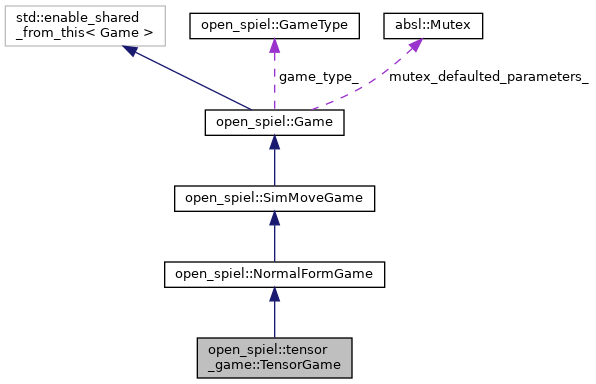 std::enable_shared
_from_this< Game >
open_spiel::GameType
absl::Mutex
game_type_
mutex_defaulted_parameters_
open_spiel::Game
open_spiel::SimMoveGame
open_spiel::NormalFormGame
open_spiel::tensor
_game::TensorGame